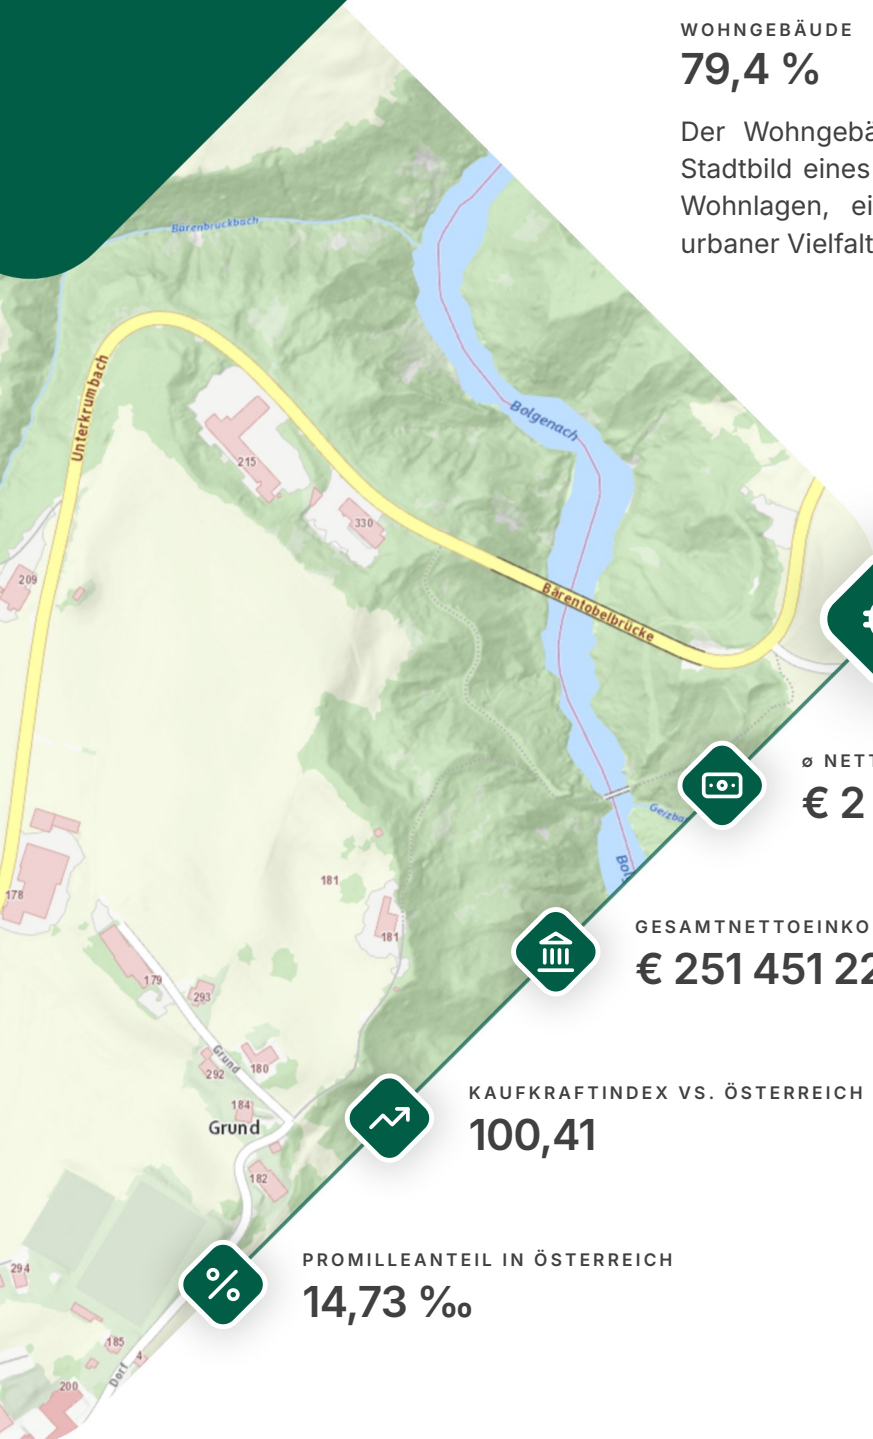 WOHNGEBÄUDE
79,4 %
Der Wohngebä
Stadtbild eines
Wohnlagen, ei
urbaner Vielfalt
Bärenbruckbach
Unterkrumbach
Bolgenach
215
330
209
Bärentobelbrücke
ø NETT
€ 2
178
181
181
GESAMTNETTOEINKO
€ 251 451 22
179
293
Grund
292
180
184
Grund
KAUFKRAFTINDEX VS. ÖSTERREICH
100,41
182
PROMILLEANTEIL IN ÖSTERREICH
14,73 ‰
294
185
4
Dorf
200